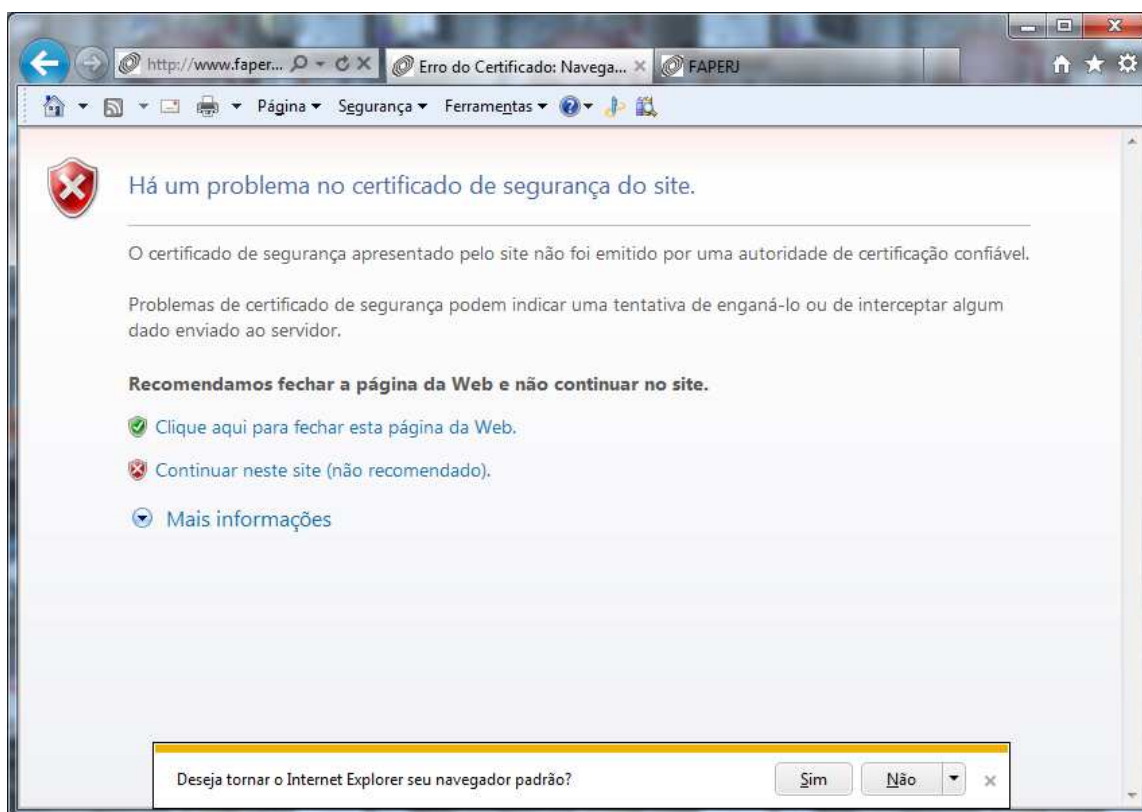 http://www.faper...
Erro do Certificado: Navega...
FAPERJ
Página
Segurança
Ferramentas
Há um problema no certificado de segurança do site.
O certificado de segurança apresentado pelo site não foi emitido por uma autoridade de certificação confiável.
Problemas de certificado de segurança podem indicar uma tentativa de enganá-lo ou de interceptar algum
dado enviado ao servidor.
Recomendamos fechar a página da Web e não continuar no site.
Clique aqui para fechar esta página da Web.
Continuar neste site (não recomendado).
Mais informações
Deseja tornar o Internet Explorer seu navegador padrão?
Sim
Não